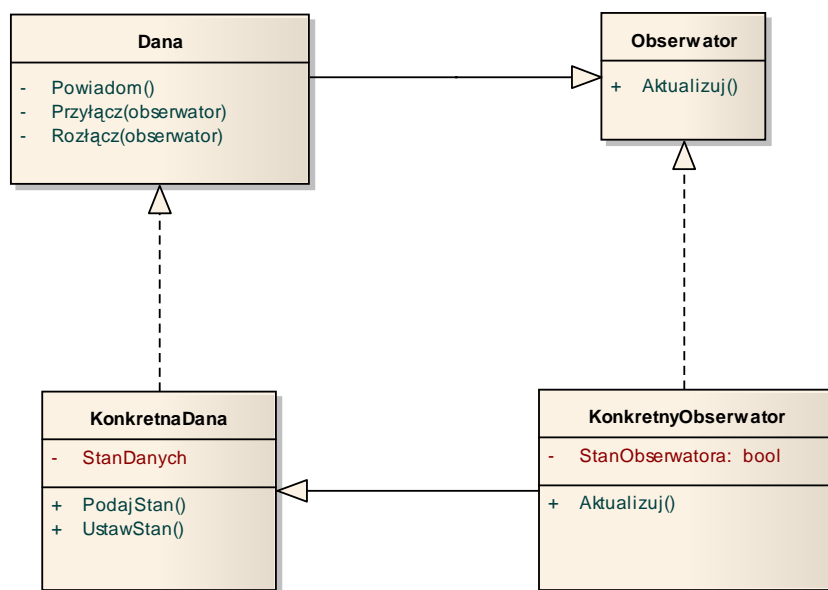 Dana
- Powiadom()
- Przyłącz(obserwator)
- Rozłącz(obserwator)
Obserwator
+ Aktualizuj()
KonkretnaDana
- StanDanych
+ PodajStan()
+ UstawStan()
KonkretnyObserwator
- StanObserwatora: bool
+ Aktualizuj()